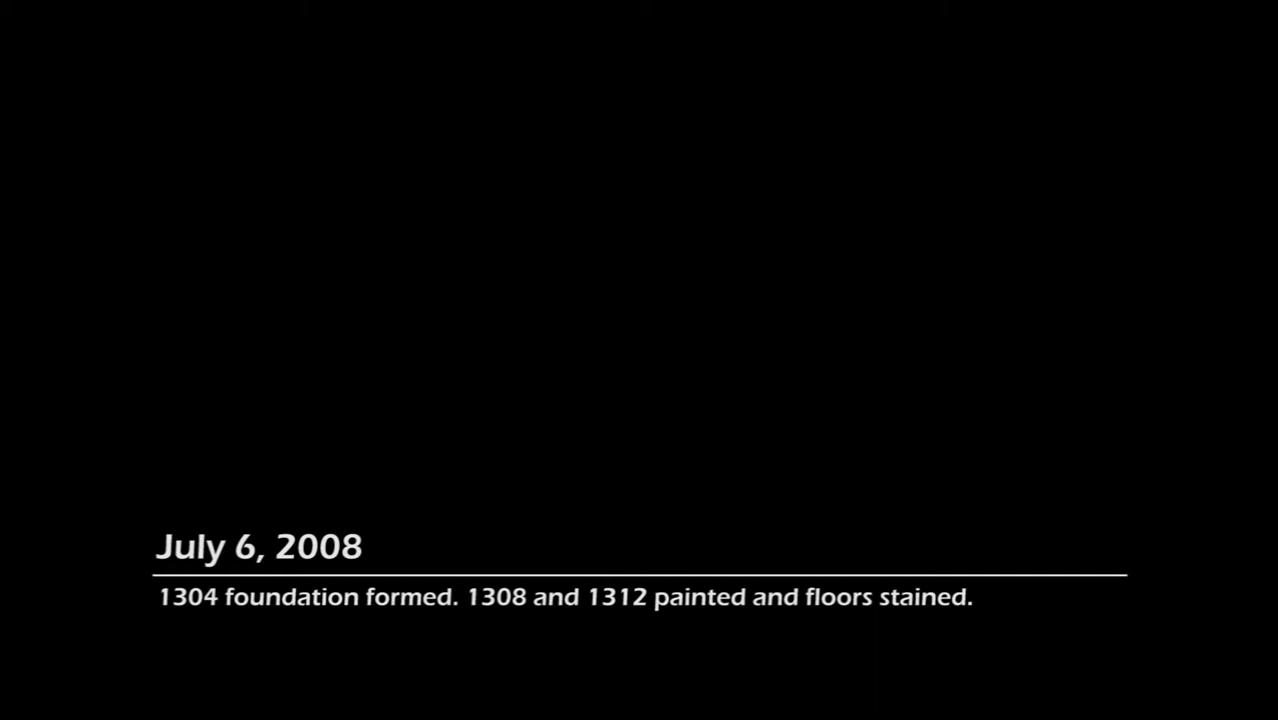 July 6, 2008
1304 foundation formed. 1308 and 1312 painted and floors stained.